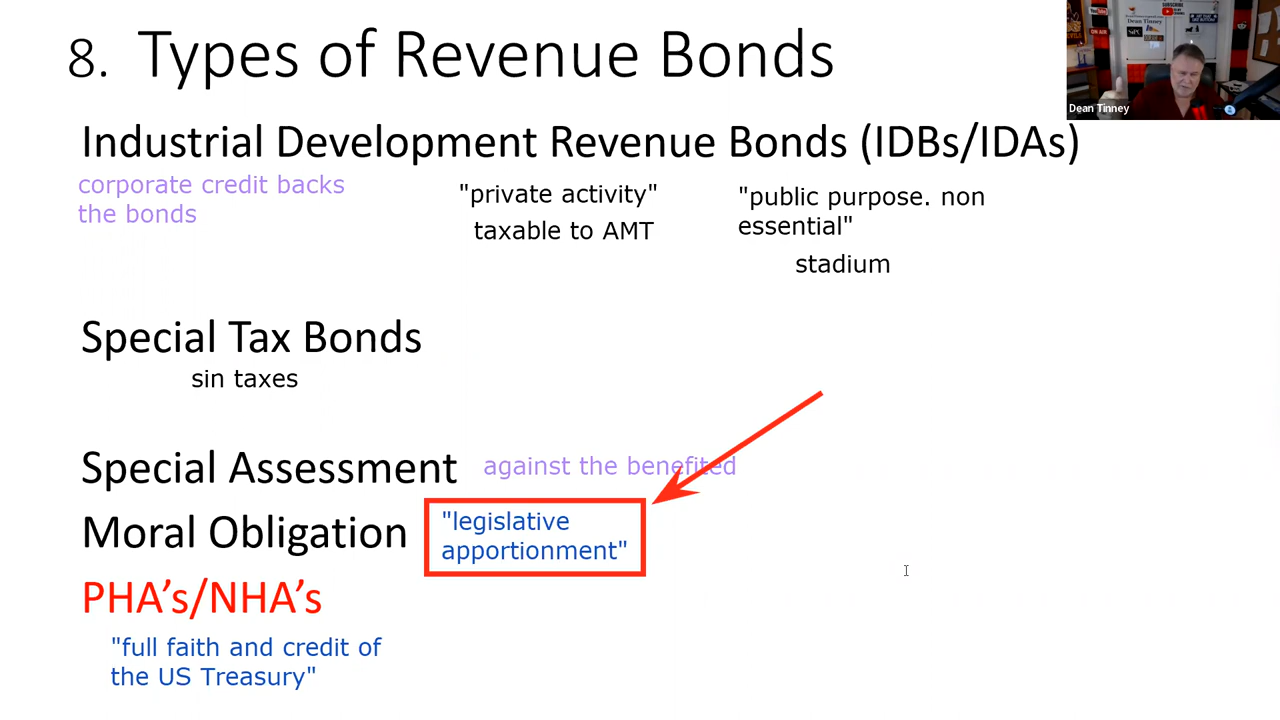 8. Types of Revenue Bonds
Dean Tinney
Industrial Development Revenue Bonds (IDBs/IDAs)
corporate credit backs
the bonds
"private activity"
taxable to AMT
"public purpose. non
essential"
stadium
Special Tax Bonds
sin taxes
Special Assessment
against the benefited
Moral Obligation
"legislative
apportionment"
PHA’s/NHA’s
"full faith and credit of
the US Treasury"